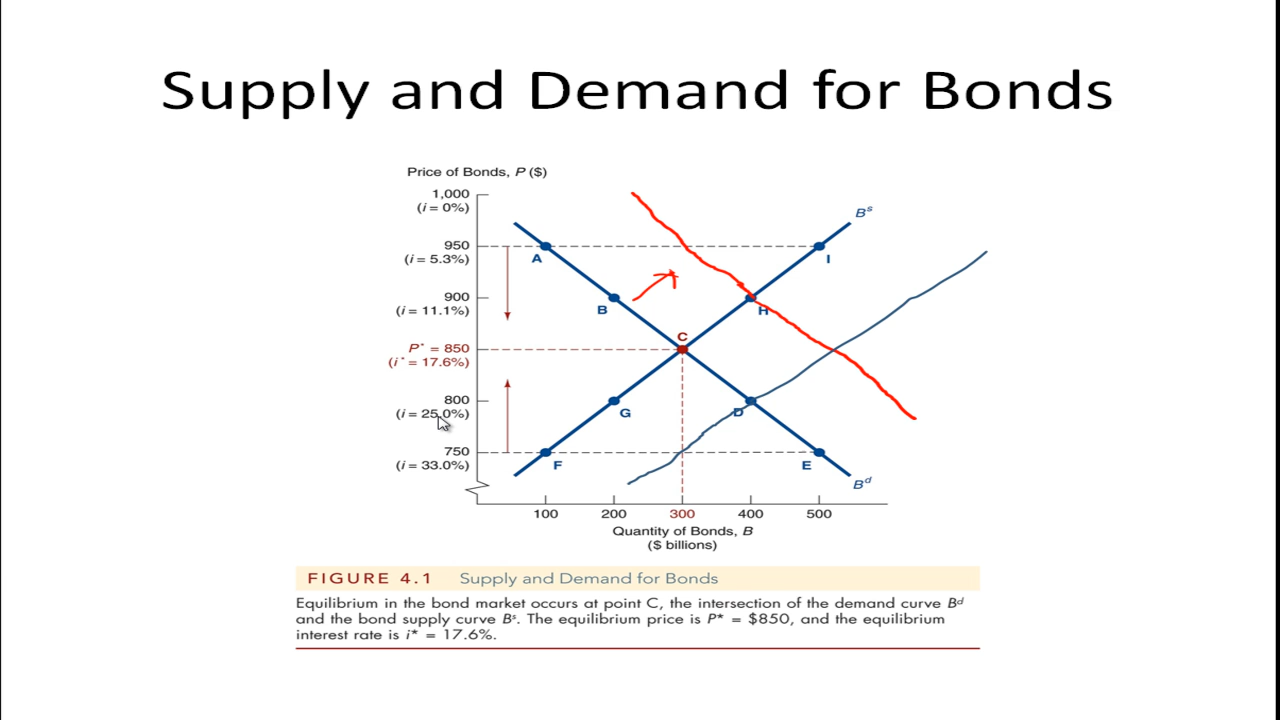 Supply and Demand for Bonds
Price of Bonds, P ($)
1,000
(i = 0%)
950
(i = 5.3%)
900
(i = 11.1%)
P* = 850
(i* = 17.6%)
800
(i = 25.0%)
750
(i = 33.0%)
A
B
C
D
E
F
G
H
I
Bs
Bd
100 200 300 400 500
Quantity of Bonds, B
($ billions)
FIGURE 4.1 Supply and Demand for Bonds
Equilibrium in the bond market occurs at point C, the intersection of the demand curve Bd
and the bond supply curve Bs. The equilibrium price is P* = $850, and the equilibrium
interest rate is i* = 17.6%.